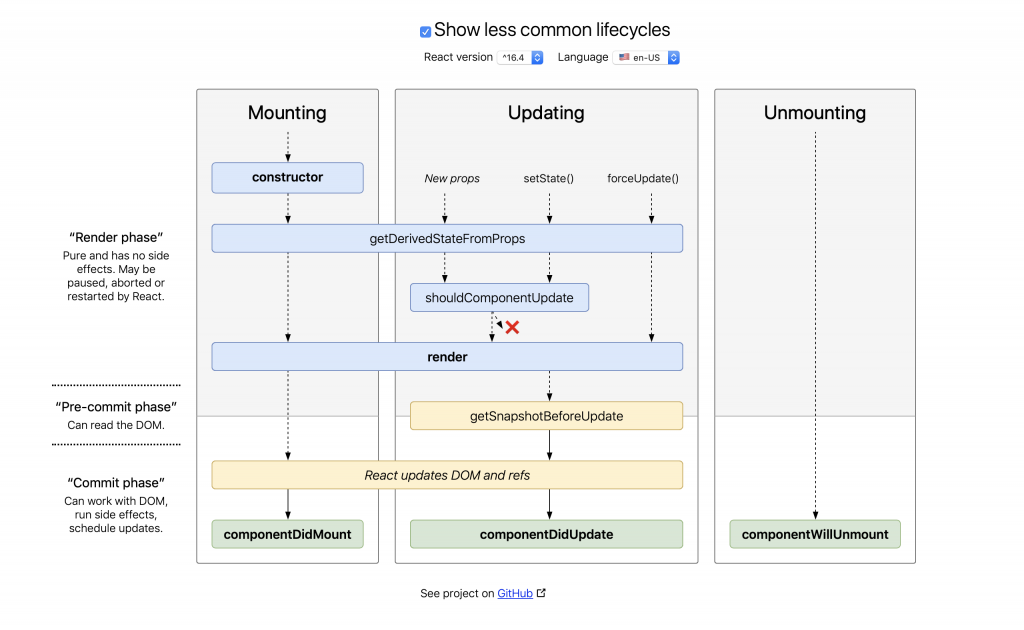 Show less common lifecycles
React version ^16.4 Language 🇺🇸 en-US
Mounting
Updating
Unmounting
constructor
New props
setState()
forceUpdate()
“Render phase”
Pure and has no side
effects. May be
paused, aborted or
restarted by React.
getDerivedStateFromProps
shouldComponentUpdate
render
“Pre-commit phase”
Can read the DOM.
getSnapshotBeforeUpdate
“Commit phase”
Can work with DOM,
run side effects,
schedule updates.
React updates DOM and refs
componentDidMount
componentDidUpdate
componentWillUnmount
See project on GitHub